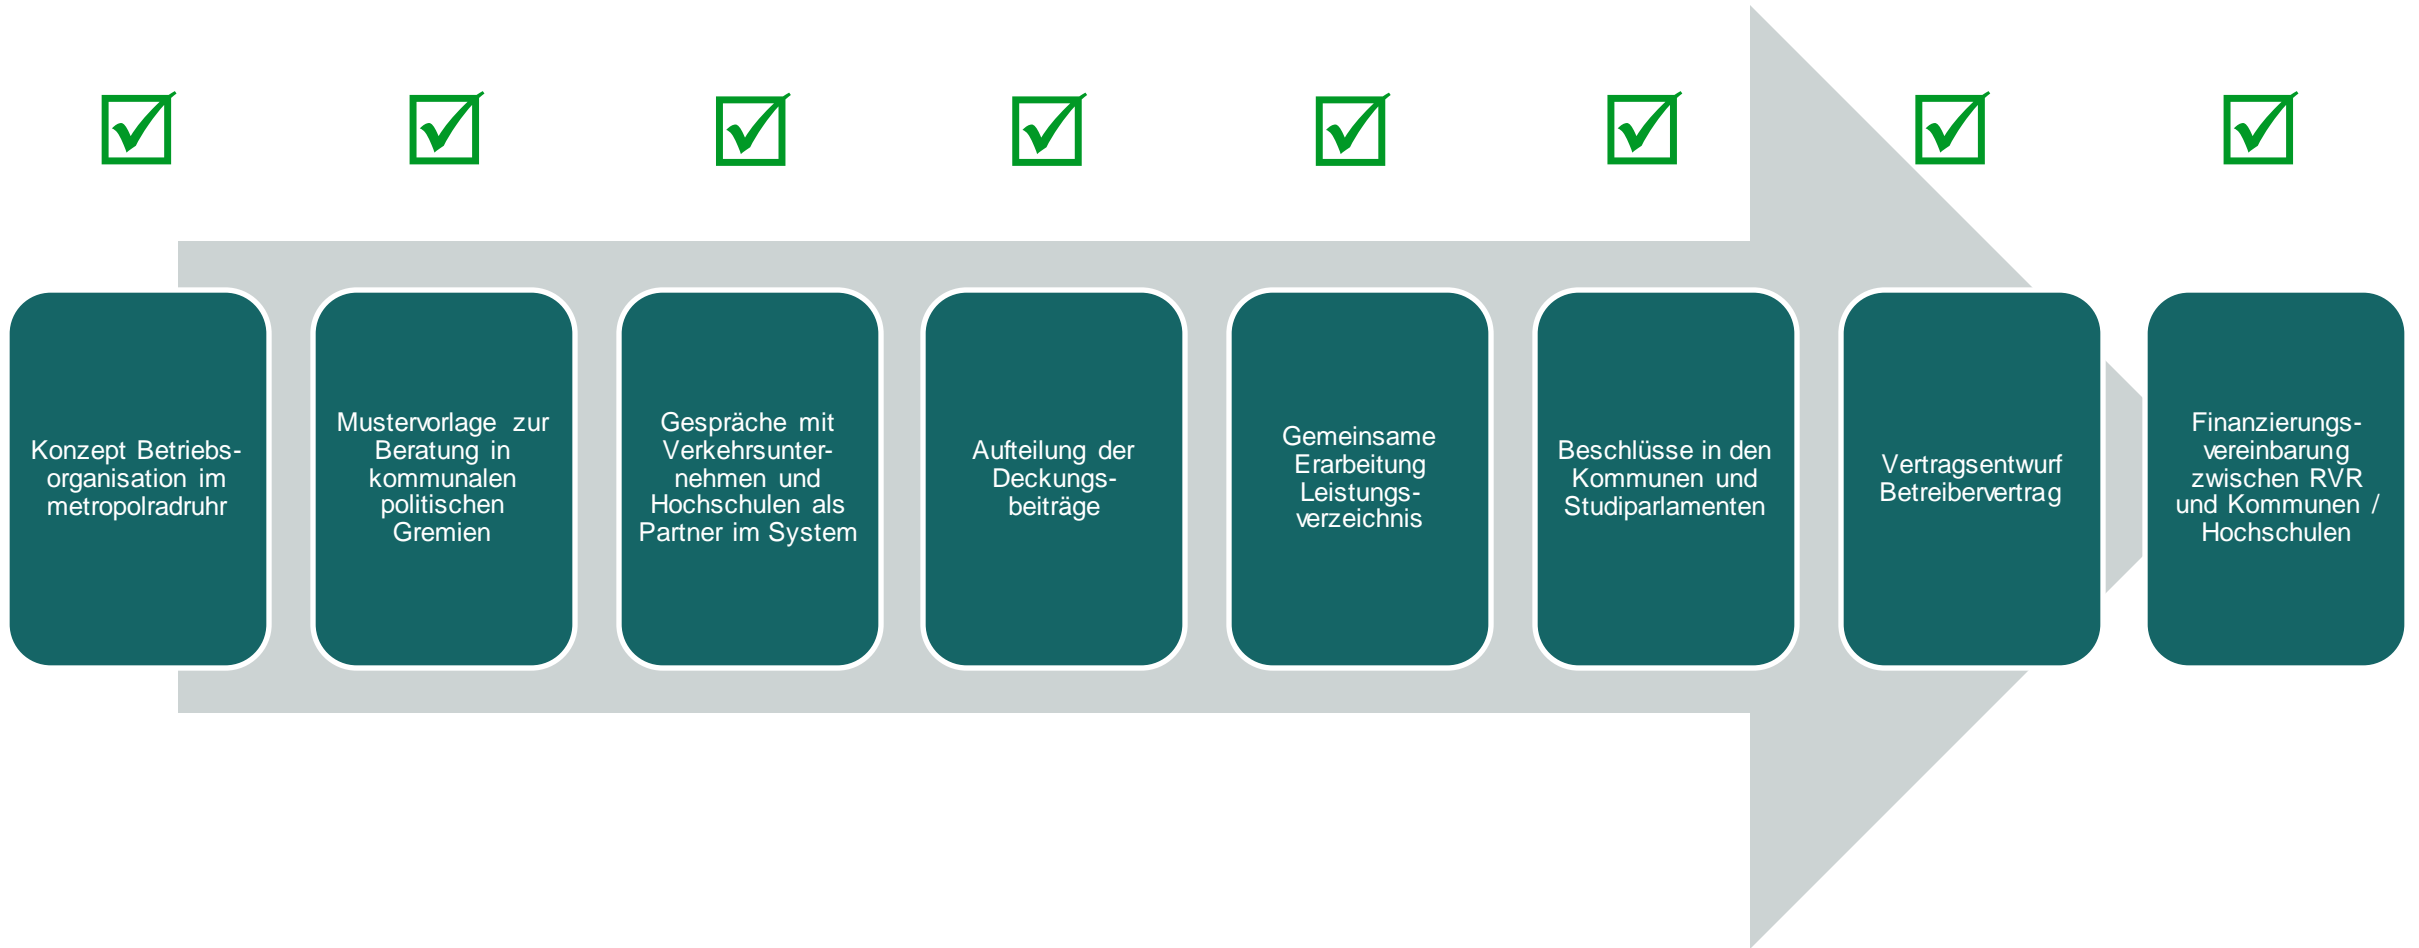 Konzept Betriebs-
organisation im
metropolradruhr
Mustervorlage zur
Beratung in
kommunalen
politischen
Gremien
Gespräche mit
Verkehrsunter-
nehmen und
Hochschulen als
Partner im System
Aufteilung der
Deckungs-
beiträge
Gemeinsame
Erarbeitung
Leistungs-
verzeichnis
Beschlüsse in den
Kommunen und
Studiparlamenten
Vertragsentwurf
Betreibervertrag
Finanzierungs-
vereinbarung
zwischen RVR
und Kommunen /
Hochschulen